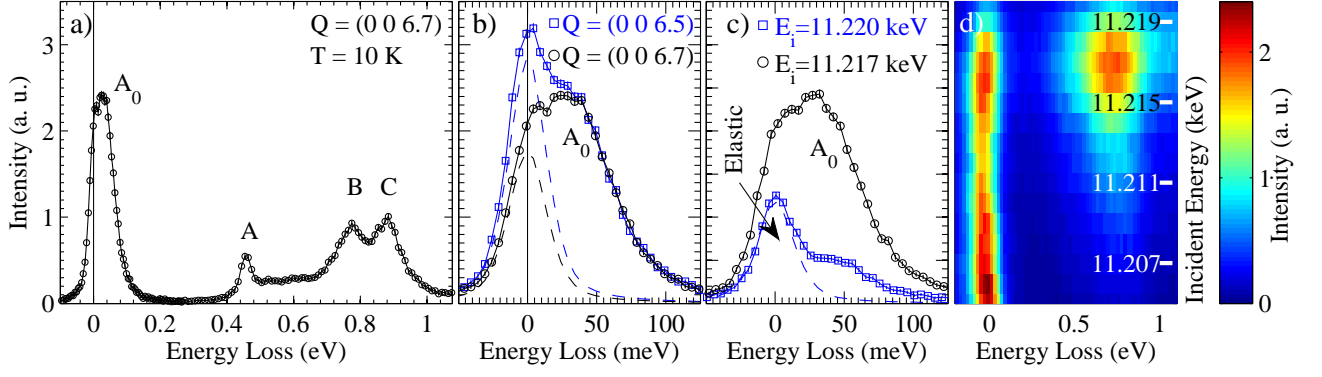 a)
Q = (0 0 6.7)
T = 10 K
A0
A
B
C
Intensity (a. u.)
3
2
1
0
0 0.2 0.4 0.6 0.8 1
Energy Loss (eV)
b)
Q = (0 0 6.5)
Q = (0 0 6.7)
A0
0 50 100
Energy Loss (meV)
c)
Ei=11.220 keV
Ei=11.217 keV
Elastic
A0
0 50 100
Energy Loss (meV)
d)
11.219
11.215
11.211
11.207
0 0.5 1
Energy Loss (eV)
Incident Energy (keV)
2
1
0
Intensity (a. u.)